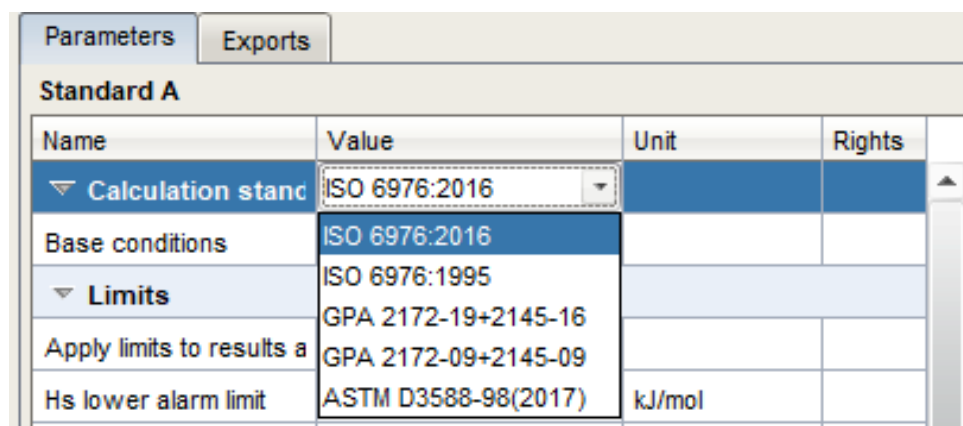 Parameters Exports
Standard A
Name Value Unit Rights
Calculation stand ISO 6976:2016
Base conditions ISO 6976:2016
ISO 6976:1995
Limits
GPA 2172-19+2145-16
Apply limits to results a GPA 2172-09+2145-09
Hs lower alarm limit ASTM D3588-98(2017) kJ/mol